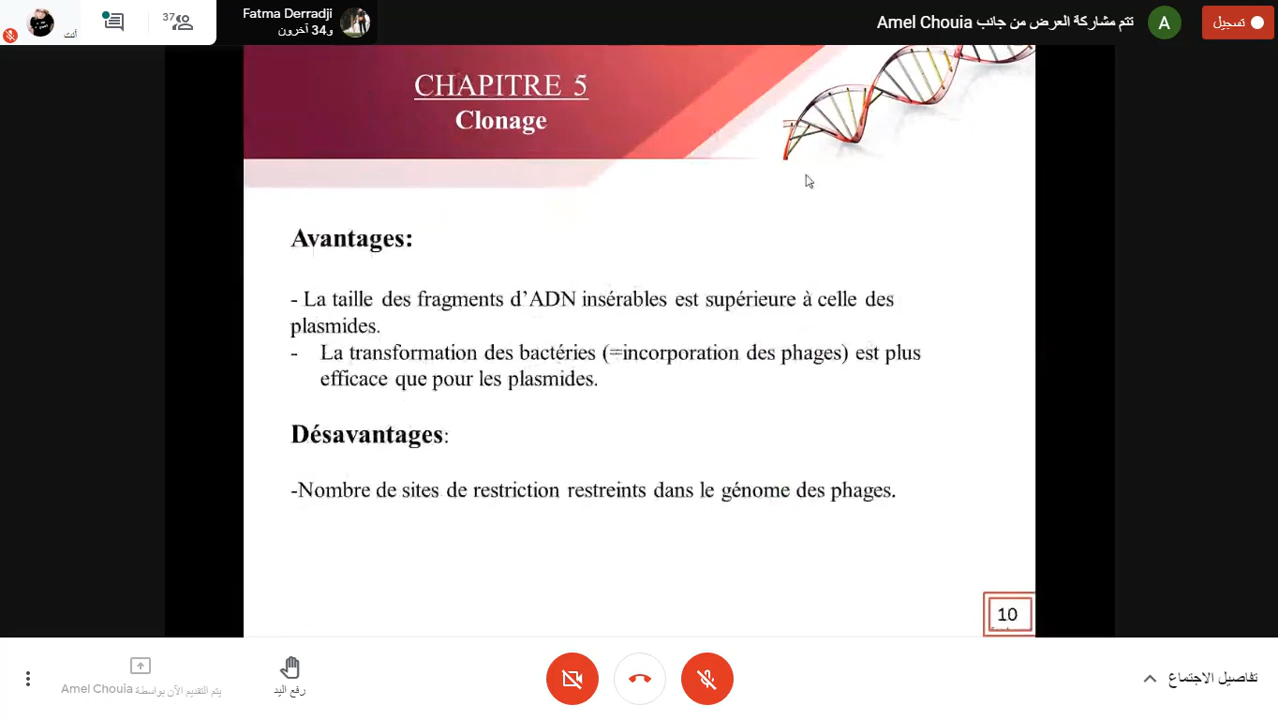 أنت
37
Fatma Derradji
و34 آخرون
تتم مشاركة العرض من جانب Amel Chouia
A
تسجيل
CHAPITRE 5
Clonage
Avantages:
- La taille des fragments d’ADN insérables est supérieure à celle des
plasmides.
- La transformation des bactéries (=incorporation des phages) est plus
efficace que pour les plasmides.
Désavantages:
-Nombre de sites de restriction restreints dans le génome des phages.
10
يتم التقديم الآن بواسطة Amel Chouia
رفع اليد
تفاصيل الاجتماع